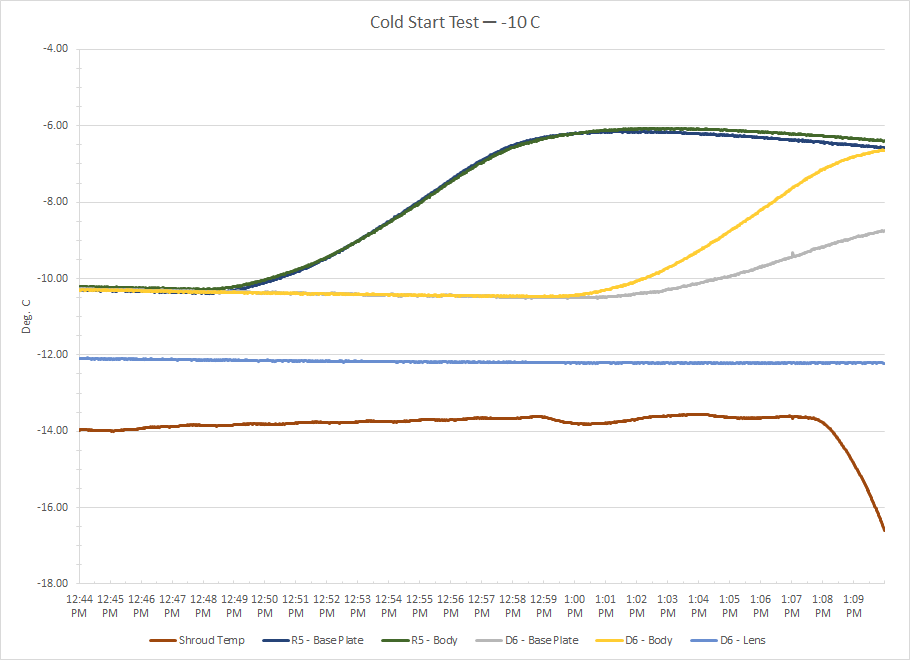 Cold Start Test — -10 C
-4.00
-6.00
-8.00
-10.00
-12.00
-14.00
-16.00
-18.00
Deg. C
12:44 PM
12:45 PM
12:46 PM
12:47 PM
12:48 PM
12:49 PM
12:50 PM
12:51 PM
12:52 PM
12:53 PM
12:54 PM
12:55 PM
12:56 PM
12:57 PM
12:58 PM
12:59 PM
1:00 PM
1:01 PM
1:02 PM
1:03 PM
1:04 PM
1:05 PM
1:06 PM
1:07 PM
1:08 PM
1:09 PM
Shroud Temp
R5 - Base Plate
R5 - Body
D6 - Base Plate
D6 - Body
D6 - Lens